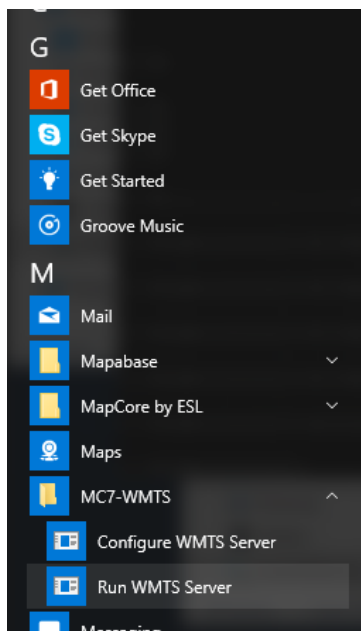 G
Get Office
Get Skype
Get Started
Groove Music
M
Mail
Mapabase
MapCore by ESL
Maps
MC7-WMTS
Configure WMTS Server
Run WMTS Server
Messaging